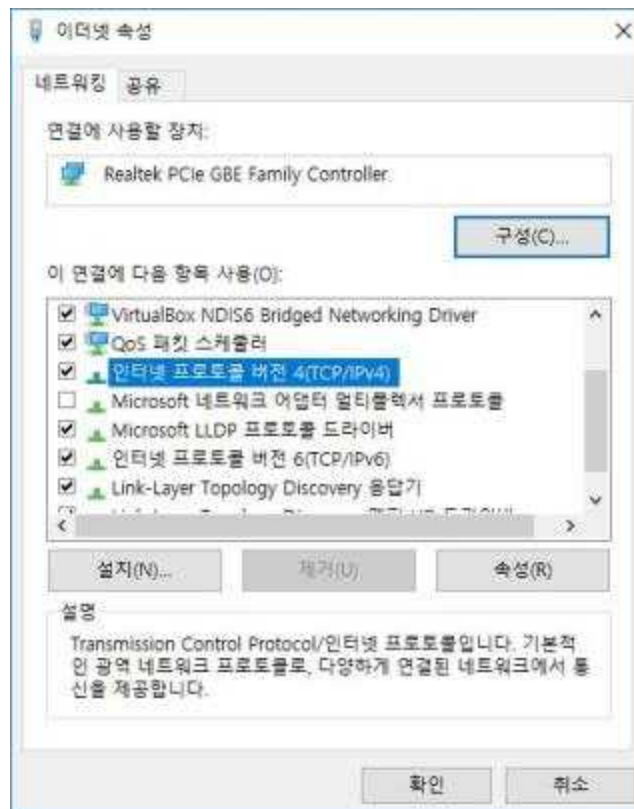 이더넷 속성
네트워킹 공유
연결에 사용할 장치:
Realtek PCIe GBE Family Controller
구성(C)...
이 연결에 다음 항목 사용(O):
VirtualBox NDIS6 Bridged Networking Driver
QoS 패킷 스케줄러
인터넷 프로토콜 버전 4(TCP/IPv4)
Microsoft 네트워크 어댑터 멀티플렉서 프로토콜
Microsoft LLDP 프로토콜 드라이버
인터넷 프로토콜 버전 6(TCP/IPv6)
Link-Layer Topology Discovery 응답기
설치(N)... 제거(U) 속성(R)
설명
Transmission Control Protocol/인터넷 프로토콜입니다. 기본적
인 광역 네트워크 프로토콜로, 다양하게 연결된 네트워크에서 통
신을 제공합니다.
확인 취소